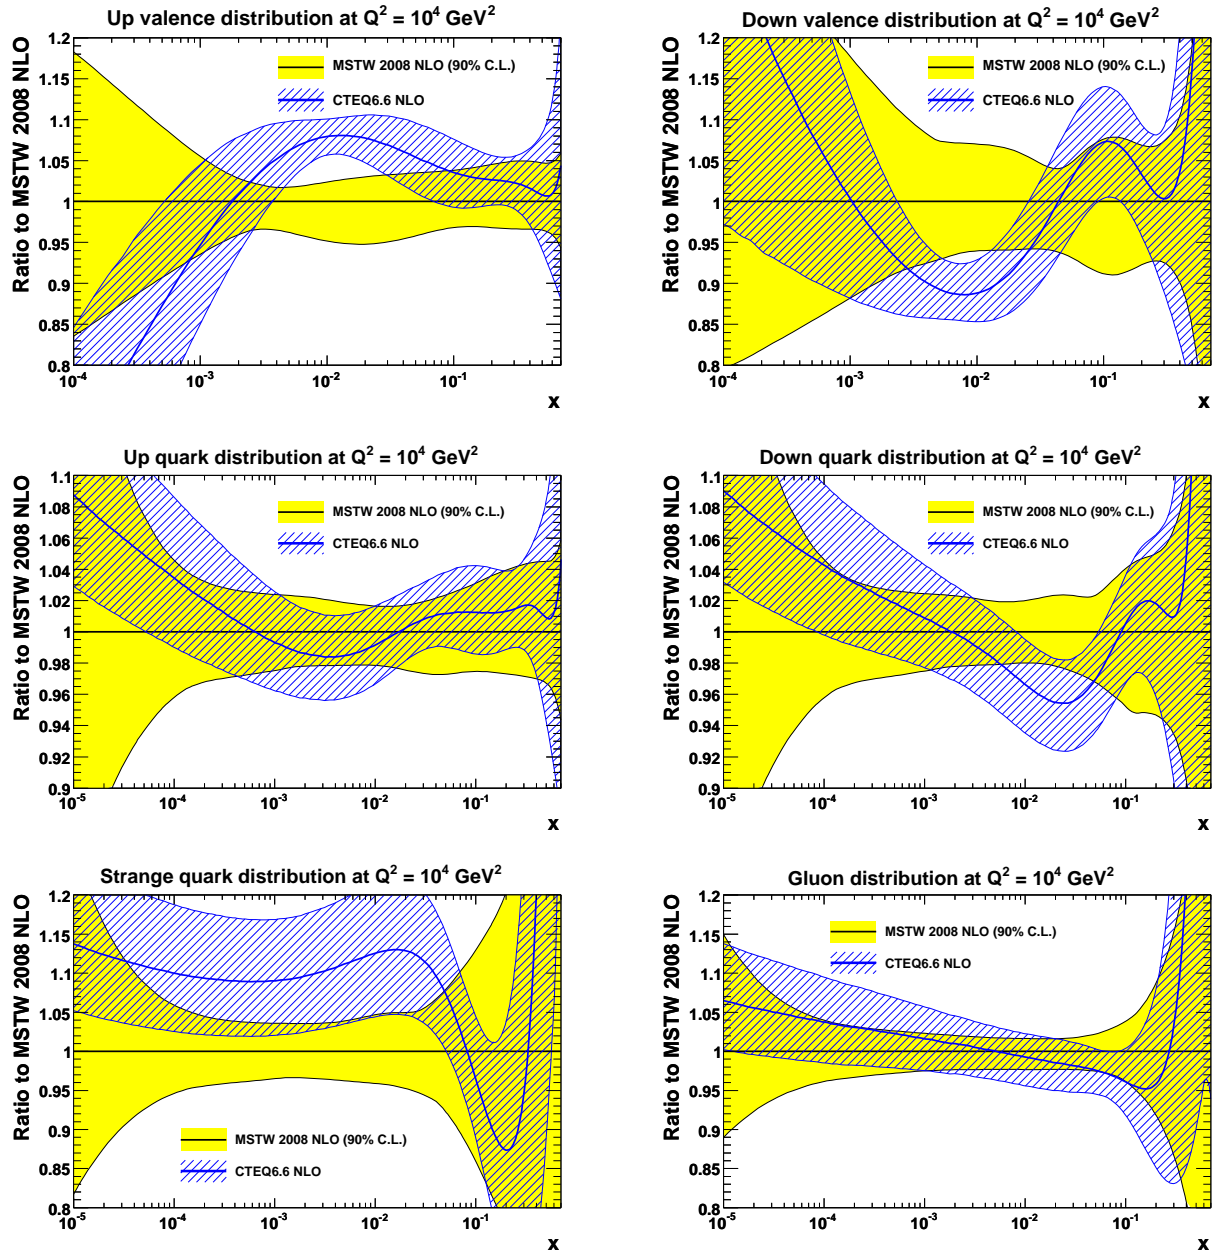 Up valence distribution at Q² = 10⁴ GeV²
Ratio to MSTW 2008 NLO
1.2
1.15
1.1
1.05
1
0.95
0.9
0.85
0.8
MSTW 2008 NLO (90% C.L.)
CTEQ6.6 NLO
10⁻⁴ 10⁻³ 10⁻² 10⁻¹
x
Down valence distribution at Q² = 10⁴ GeV²
Ratio to MSTW 2008 NLO
1.2
1.15
1.1
1.05
1
0.95
0.9
0.85
0.8
MSTW 2008 NLO (90% C.L.)
CTEQ6.6 NLO
10⁻⁴ 10⁻³ 10⁻² 10⁻¹
x
Up quark distribution at Q² = 10⁴ GeV²
Ratio to MSTW 2008 NLO
1.1
1.08
1.06
1.04
1.02
1
0.98
0.96
0.94
0.92
0.9
MSTW 2008 NLO (90% C.L.)
CTEQ6.6 NLO
10⁻⁵ 10⁻⁴ 10⁻³ 10⁻² 10⁻¹
x
Down quark distribution at Q² = 10⁴ GeV²
Ratio to MSTW 2008 NLO
1.1
1.08
1.06
1.04
1.02
1
0.98
0.96
0.94
0.92
0.9
MSTW 2008 NLO (90% C.L.)
CTEQ6.6 NLO
10⁻⁵ 10⁻⁴ 10⁻³ 10⁻² 10⁻¹
x
Strange quark distribution at Q² = 10⁴ GeV²
Ratio to MSTW 2008 NLO
1.2
1.15
1.1
1.05
1
0.95
0.9
0.85
0.8
MSTW 2008 NLO (90% C.L.)
CTEQ6.6 NLO
10⁻⁵ 10⁻⁴ 10⁻³ 10⁻² 10⁻¹
x
Gluon distribution at Q² = 10⁴ GeV²
Ratio to MSTW 2008 NLO
1.2
1.15
1.1
1.05
1
0.95
0.9
0.85
0.8
MSTW 2008 NLO (90% C.L.)
CTEQ6.6 NLO
10⁻⁵ 10⁻⁴ 10⁻³ 10⁻² 10⁻¹
x